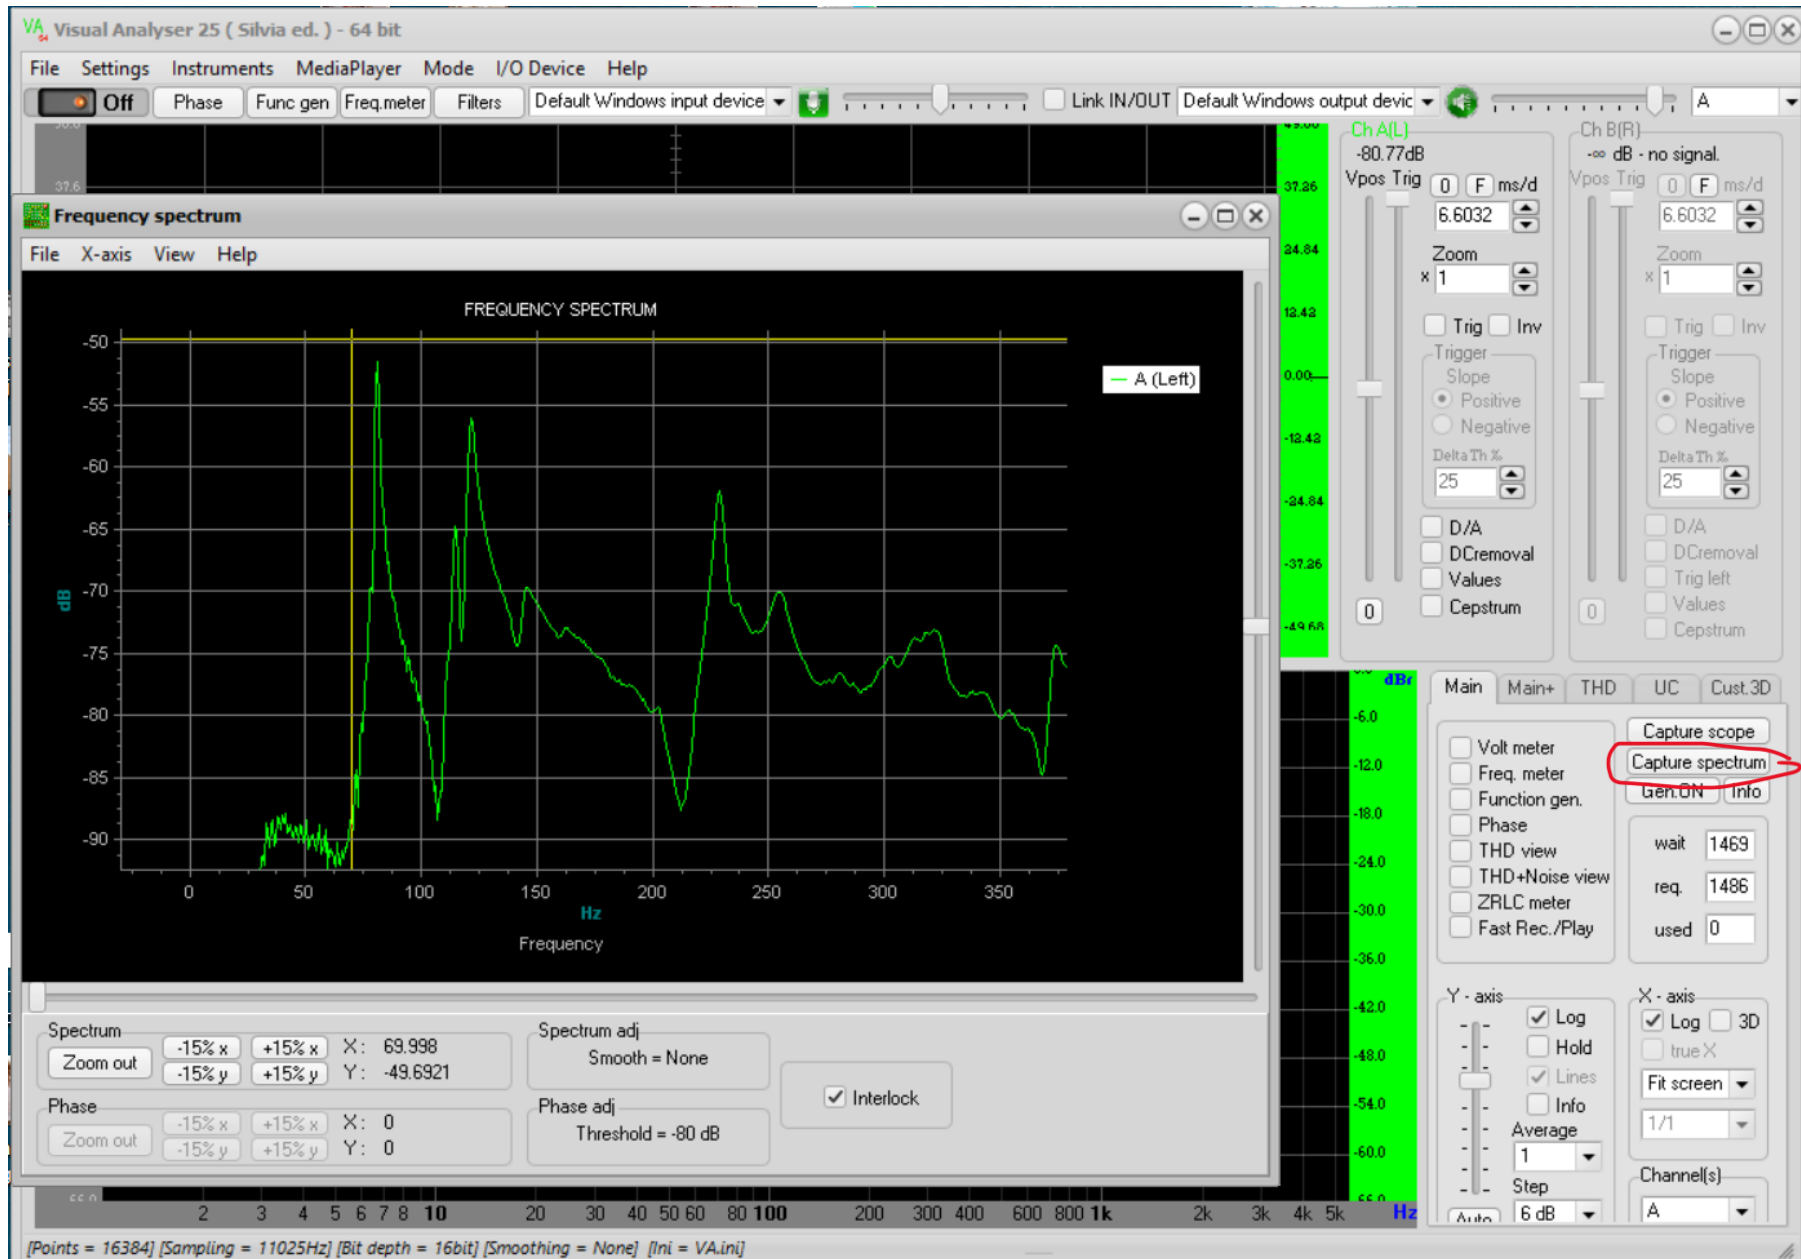 VA 64 Visual Analyser 25 ( Silvia ed. ) - 64 bit
File Settings Instruments MediaPlayer Mode I/O Device Help
Off Phase Func gen Freq.meter Filters Default Windows input device Link IN/OUT Default Windows output devic A
37.6
49.68
37.26
24.84
12.42
0.00
-12.42
-24.84
-37.26
-49.68
Ch A(L)
-80.77dB
Vpos Trig 0 F ms/d
6.6032
Zoom
x 1
Trig Inv
Trigger
Slope
Positive
Negative
Delta Th %
25
D/A
DCremoval
Values
Cepstrum
0
Ch B(R)
-∞ dB - no signal.
Vpos Trig 0 F ms/d
6.6032
Zoom
x 1
Trig Inv
Trigger
Slope
Positive
Negative
Delta Th %
25
D/A
DCremoval
Trig left
Values
Cepstrum
0
Frequency spectrum
File X-axis View Help
FREQUENCY SPECTRUM
A (Left)
-50
-55
-60
-65
-70
-75
-80
-85
-90
dB
0 50 100 150 200 250 300 350
Hz
Frequency
Spectrum
Zoom out -15% x +15% x X: 69.998
-15% y +15% y Y: -49.6921
Spectrum adj
Smooth = None
Phase
Zoom out -15% x +15% x X: 0
-15% y +15% y Y: 0
Phase adj
Threshold = -80 dB
Interlock
dBr
-6.0
-12.0
-18.0
-24.0
-30.0
-36.0
-42.0
-48.0
-54.0
-60.0
2 3 4 5 6 7 8 10 20 30 40 50 60 80 100 200 300 400 600 800 1k 2k 3k 4k 5k Hz
Main Main+ THD UC Cust.3D
Volt meter
Freq. meter
Function gen.
Phase
THD view
THD+Noise view
ZRLC meter
Fast Rec./Play
Capture scope
Capture spectrum
Gen.ON Info
wait 1469
req. 1486
used 0
Y - axis
Log
Hold
Lines
Info
Average
1
Step
Auto 6 dB
X - axis
Log 3D
true X
Fit screen
1/1
Channel(s)
A
[Points = 16384] [Sampling = 11025Hz] [Bit depth = 16bit] [Smoothing = None] [Ini = VA.ini]